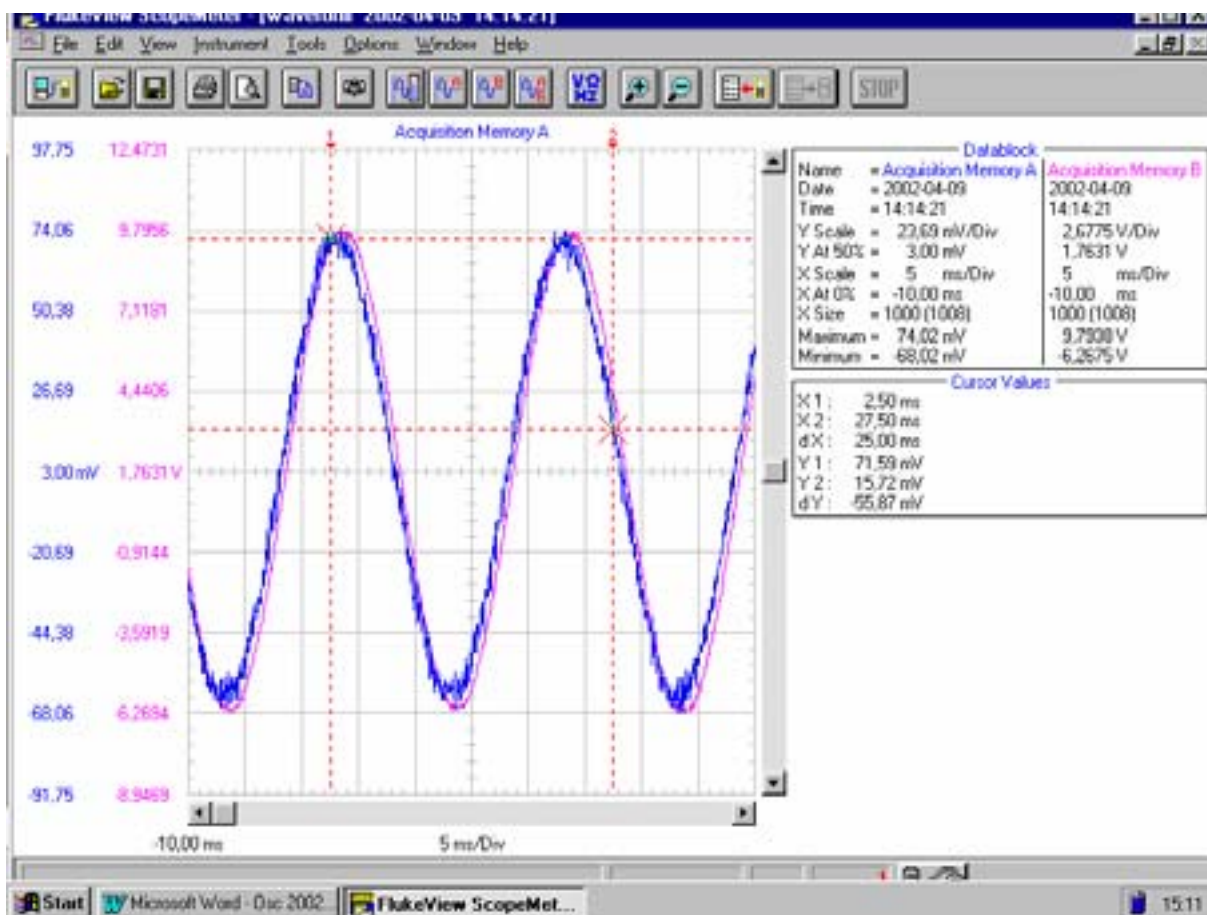 FlukeView ScopeMeter - [Waveform 2002-04-09 14:14:21]
File Edit View Instrument Tools Options Window Help
VΩ
HZ
STOP
Acquisition Memory A
97.75 12.4731
74.06 9.7956
50.38 7.1181
26.69 4.4406
3.00 mV 1.7631 V
-20.69 -0.9144
-44.38 -3.5919
-68.06 -6.2694
-91.75 -8.9469
-10,00 ms 5 ms/Div
Datablock
Name = Acquisition Memory A Acquisition Memory B
Date = 2002-04-09 2002-04-09
Time = 14:14:21 14:14:21
Y Scale = 23,69 mV/Div 2,6775 V/Div
Y At 50% = 3,00 mV 1,7631 V
X Scale = 5 ms/Div 5 ms/Div
X At 0% = -10,00 ms -10,00 ms
X Size = 1000 (1008) 1000 (1008)
Maximum = 74,02 mV 9,7938 V
Minimum = -68,02 mV -6,2675 V
Cursor Values
X1: 2,50 ms
X2: 27,50 ms
dX: 25,00 ms
Y1: 71,59 mV
Y2: 15,72 mV
dY: -55,87 mV
Start Microsoft Word - Osc 2002... FlukeView ScopeMet... 15:11